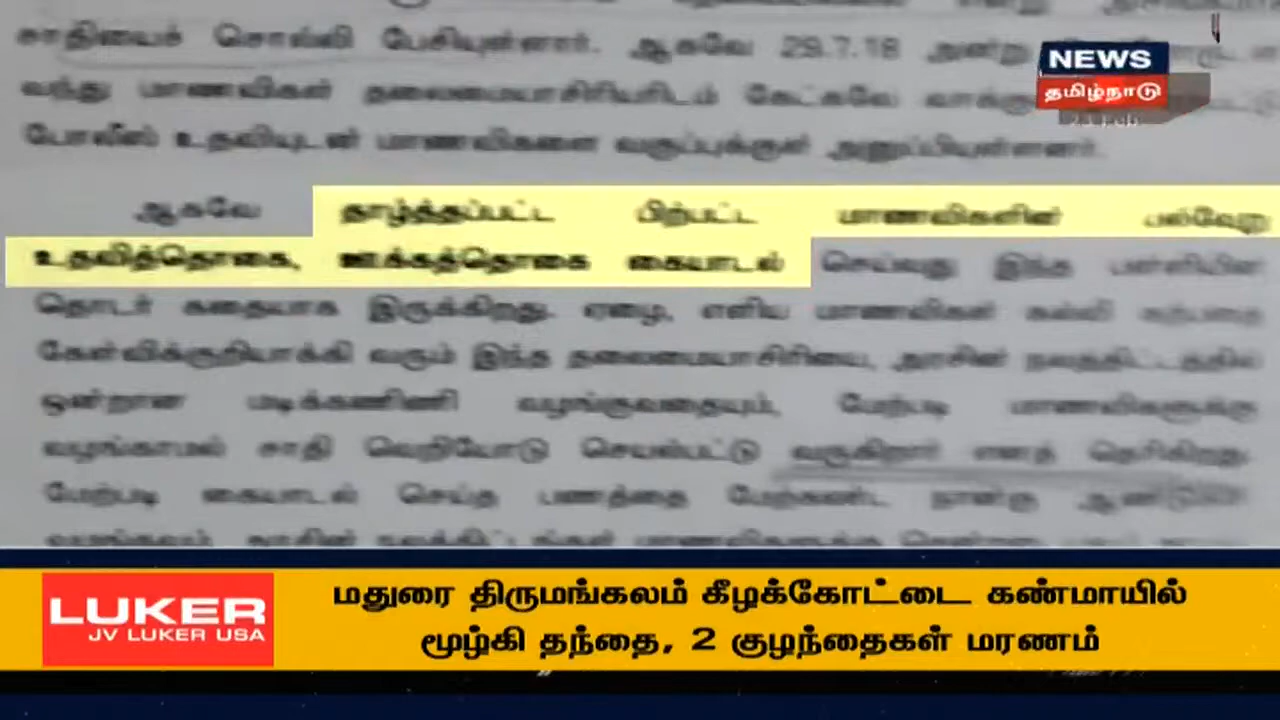 சாதியைச் சொல்லி பேசியுள்ளார். ஆகவே 29.7.18 அன்று
வந்து மாணவிகள் தலைமையாசிரியரிடம் கேட்கவே
போலீஸ் உதவியுடன் மாணவிகளை வகுப்புக்குள் அனுப்பியுள்ளனர்.
NEWS
தமிழ்நாடு
ஆகவே தாழ்த்தப்பட்ட பிற்பட்ட மாணவிகளின் பல்வேறு
உதவித்தொகை, ஊக்கத்தொகை கையாடல் செய்வது இந்த பள்ளியின்
தொடர் கதையாக இருக்கிறது. ஏழை, எளிய மாணவிகள் கல்வி கற்பதை
கேள்விக்குறியாக்கி வரும் இந்த தலைமையாசிரியை, அரசின் நலத்திட்டத்தில்
ஒன்றான மடிக்கணிணி வழங்குவதையும், மேற்படி மாணவிகளுக்கு
வழங்காமல் சாதி வெறியோடு செயல்பட்டு வருகிறார் எனத் தெரிகிறது.
மேற்படி கையாடல் செய்த பணத்தை மேற்கண்ட நான்கு
LUKER
JV LUKER USA
மதுரை திருமங்கலம் கீழக்கோட்டை கண்மாயில்
மூழ்கி தந்தை, 2 குழந்தைகள் மரணம்